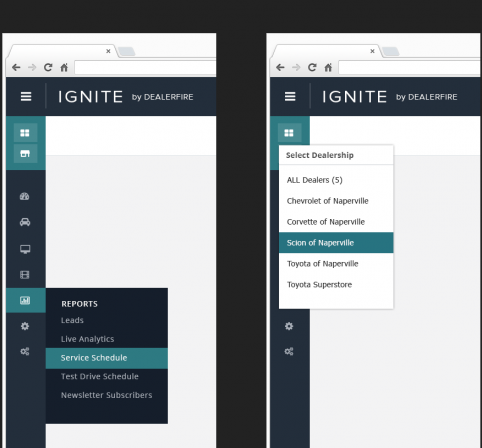 IGNITE by DEALERFIRE
REPORTS
Leads
Live Analytics
Service Schedule
Test Drive Schedule
Newsletter Subscribers
IGNITE by DEALERFIRE
Select Dealership
ALL Dealers (5)
Chevrolet of Naperville
Corvette of Naperville
Scion of Naperville
Toyota of Naperville
Toyota Superstore